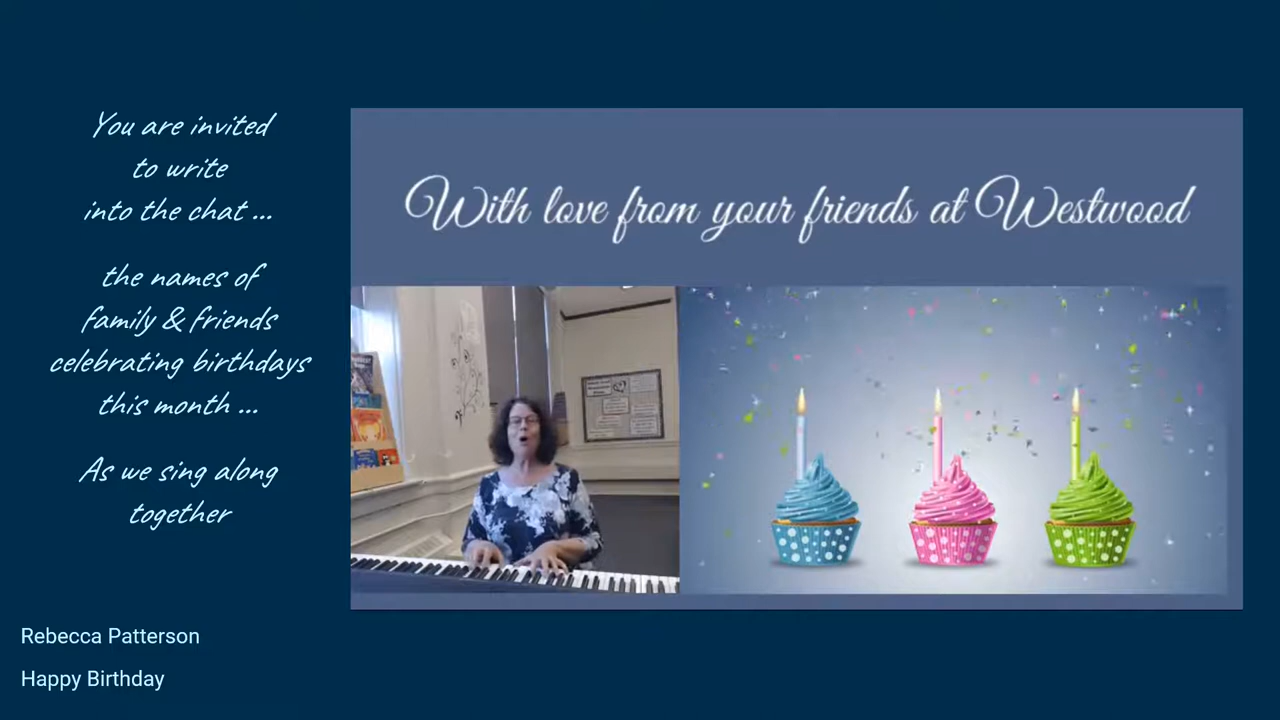 You are invited
to write
into the chat ...
the names of
family & friends
celebrating birthdays
this month ...
As we sing along
together
With love from your friends at Westwood
Rebecca Patterson
Happy Birthday